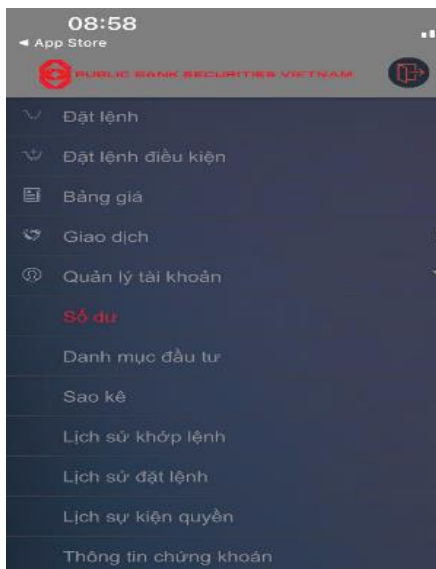 08:58
◄ App Store
PUBLIC BANK SECURITIES VIETNAM
Đặt lệnh
Đặt lệnh điều kiện
Bảng giá
Giao dịch
Quản lý tài khoản
Số dư
Danh mục đầu tư
Sao kê
Lịch sử khớp lệnh
Lịch sử đặt lệnh
Lịch sự kiện quyền
Thông tin chứng khoán